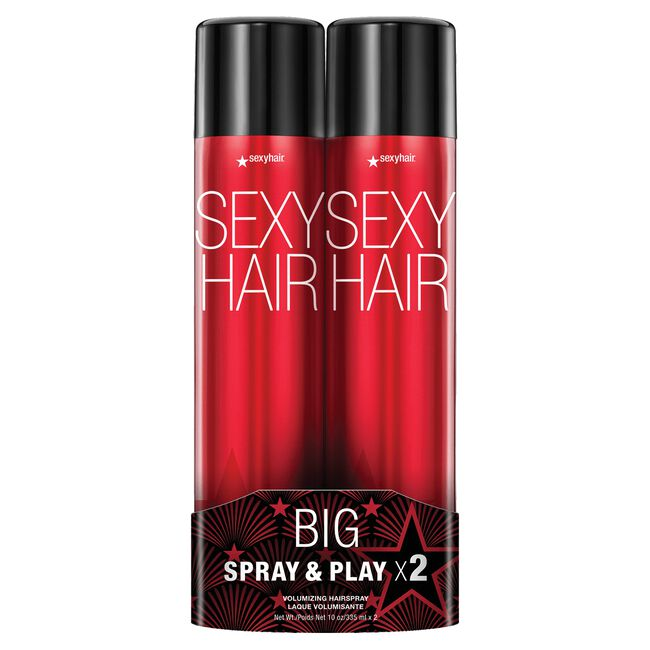 sexyhair.
sexyhair.
SEXY
HAIR
SEXY
HAIR
BIG
SPRAY & PLAY x2
VOLUMIZING HAIRSPRAY
LAQUE VOLUMISANTE
Net Wt./Poids Net 10 oz/335 ml x 2